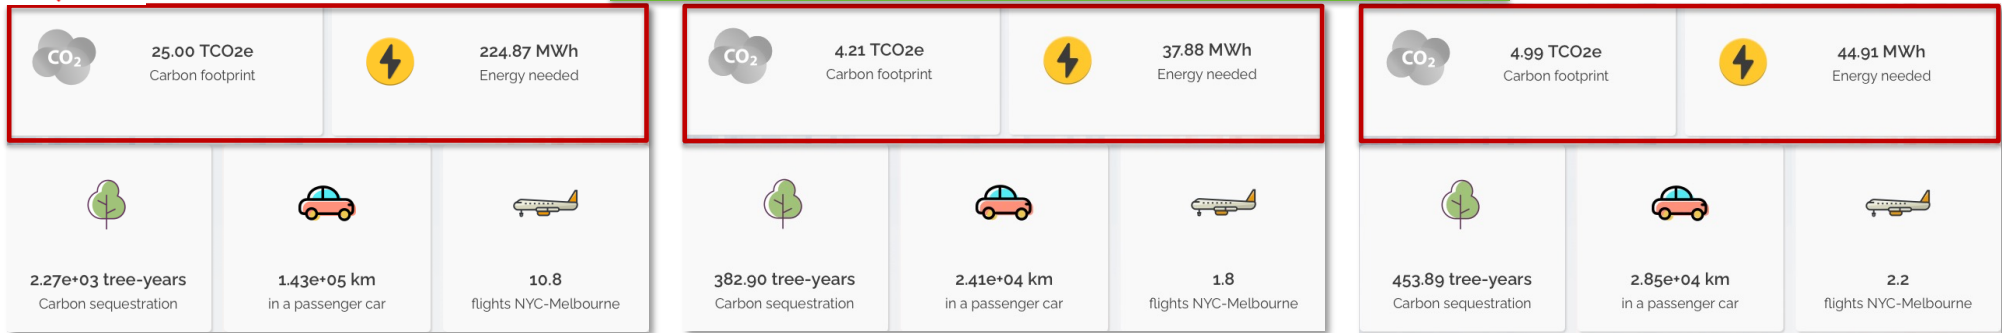 CO2
25.00 TCO2e
Carbon footprint
224.87 MWh
Energy needed
2.27e+03 tree-years
Carbon sequestration
1.43e+05 km
in a passenger car
10.8
flights NYC-Melbourne
CO2
4.21 TCO2e
Carbon footprint
37.88 MWh
Energy needed
382.90 tree-years
Carbon sequestration
2.41e+04 km
in a passenger car
1.8
flights NYC-Melbourne
CO2
4.99 TCO2e
Carbon footprint
44.91 MWh
Energy needed
453.89 tree-years
Carbon sequestration
2.85e+04 km
in a passenger car
2.2
flights NYC-Melbourne